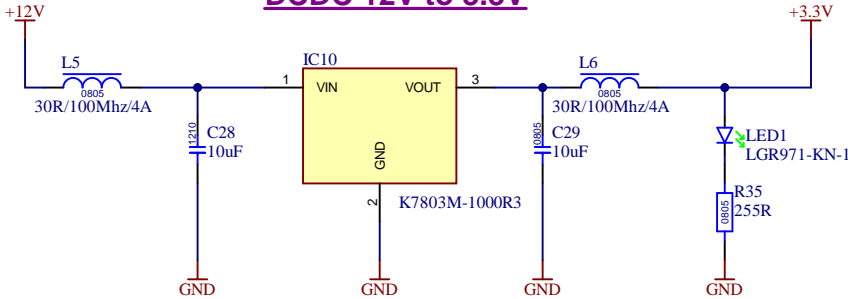 DCDC 12V to 3.3V
+12V
+3.3V
L5
0805
30R/100Mhz/4A
IC10
1
VIN
VOUT
3
GND
2
K7803M-1000R3
L6
0805
30R/100Mhz/4A
1210
C28
10uF
0805
C29
10uF
LED1
LGR971-KN-1
R35
0805
255R
GND
GND
GND
GND